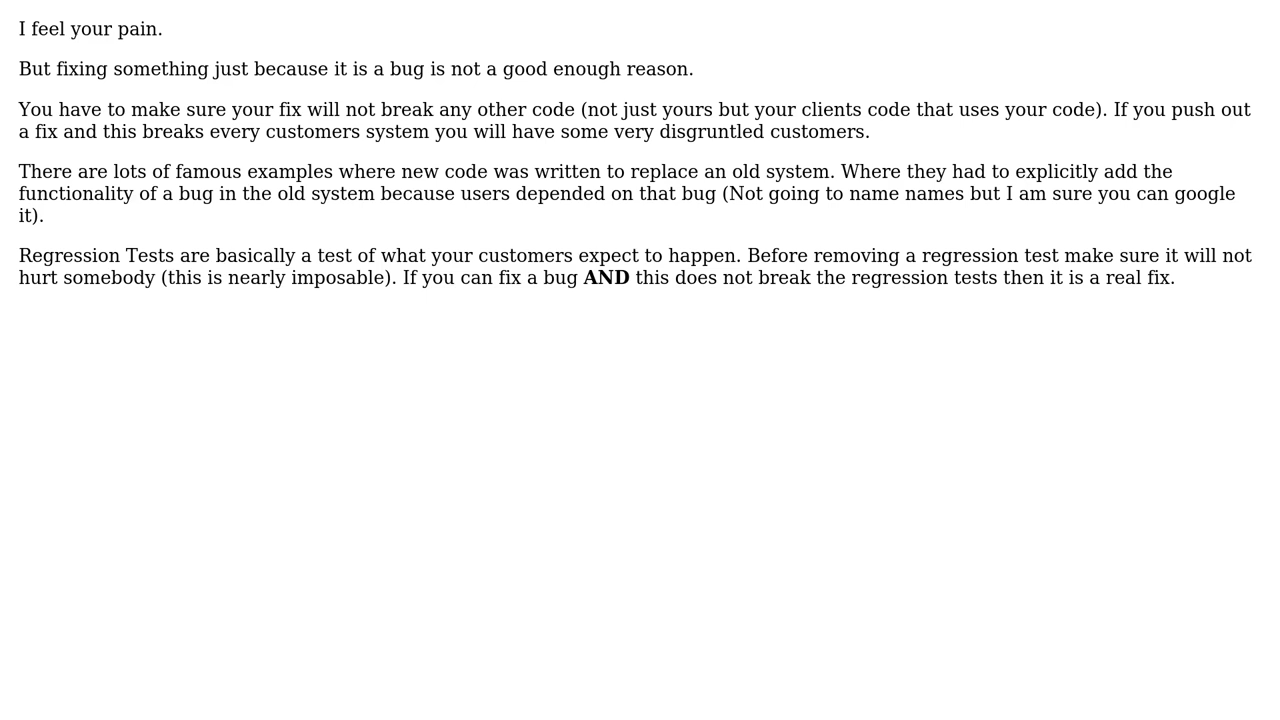 I feel your pain.
But fixing something just because it is a bug is not a good enough reason.
You have to make sure your fix will not break any other code (not just yours but your clients code that uses your code). If you push out
a fix and this breaks every customers system you will have some very disgruntled customers.
There are lots of famous examples where new code was written to replace an old system. Where they had to explicitly add the
functionality of a bug in the old system because users depended on that bug (Not going to name names but I am sure you can google
it).
Regression Tests are basically a test of what your customers expect to happen. Before removing a regression test make sure it will not
hurt somebody (this is nearly imposable). If you can fix a bug AND this does not break the regression tests then it is a real fix.